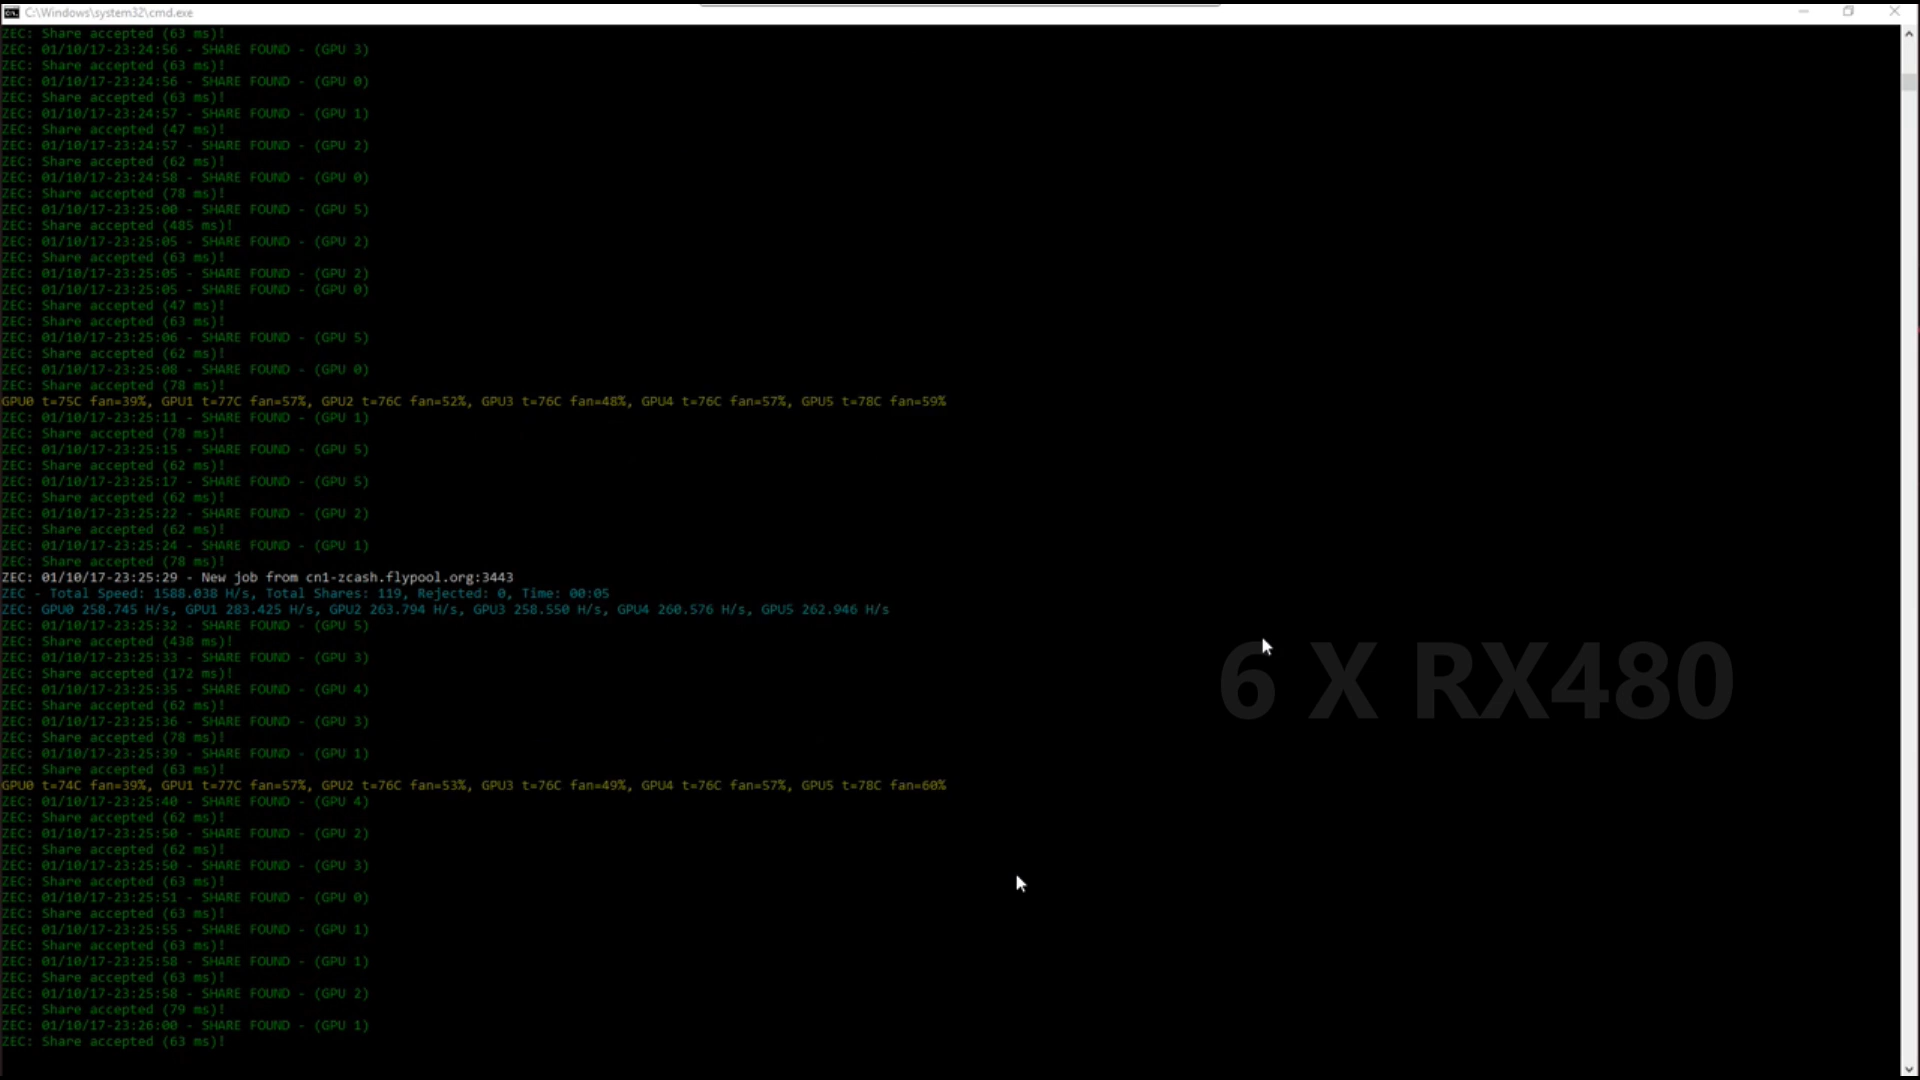 C:\Windows\system32\cmd.exe
ZEC: Share accepted (63 ms)!
ZEC: 01/10/17-23:24:56 - SHARE FOUND - (GPU 3)
ZEC: Share accepted (63 ms)!
ZEC: 01/10/17-23:24:56 - SHARE FOUND - (GPU 0)
ZEC: Share accepted (63 ms)!
ZEC: 01/10/17-23:24:57 - SHARE FOUND - (GPU 1)
ZEC: Share accepted (47 ms)!
ZEC: 01/10/17-23:24:57 - SHARE FOUND - (GPU 2)
ZEC: Share accepted (62 ms)!
ZEC: 01/10/17-23:24:58 - SHARE FOUND - (GPU 0)
ZEC: Share accepted (78 ms)!
ZEC: 01/10/17-23:25:00 - SHARE FOUND - (GPU 5)
ZEC: Share accepted (485 ms)!
ZEC: 01/10/17-23:25:05 - SHARE FOUND - (GPU 2)
ZEC: Share accepted (63 ms)!
ZEC: 01/10/17-23:25:05 - SHARE FOUND - (GPU 2)
ZEC: 01/10/17-23:25:05 - SHARE FOUND - (GPU 0)
ZEC: Share accepted (47 ms)!
ZEC: Share accepted (63 ms)!
ZEC: 01/10/17-23:25:06 - SHARE FOUND - (GPU 5)
ZEC: Share accepted (62 ms)!
ZEC: 01/10/17-23:25:08 - SHARE FOUND - (GPU 0)
ZEC: Share accepted (78 ms)!
GPU0 t=75C fan=39%, GPU1 t=77C fan=57%, GPU2 t=76C fan=52%, GPU3 t=76C fan=48%, GPU4 t=76C fan=57%, GPU5 t=78C fan=59%
ZEC: 01/10/17-23:25:11 - SHARE FOUND - (GPU 1)
ZEC: Share accepted (78 ms)!
ZEC: 01/10/17-23:25:15 - SHARE FOUND - (GPU 5)
ZEC: Share accepted (62 ms)!
ZEC: 01/10/17-23:25:17 - SHARE FOUND - (GPU 5)
ZEC: Share accepted (62 ms)!
ZEC: 01/10/17-23:25:22 - SHARE FOUND - (GPU 2)
ZEC: Share accepted (62 ms)!
ZEC: 01/10/17-23:25:24 - SHARE FOUND - (GPU 1)
ZEC: Share accepted (78 ms)!
ZEC: 01/10/17-23:25:29 - New job from cn1-zcash.flypool.org:3443
ZEC - Total Speed: 1588.038 H/s, Total Shares: 119, Rejected: 0, Time: 00:05
ZEC: GPU0 258.745 H/s, GPU1 283.425 H/s, GPU2 263.794 H/s, GPU3 258.550 H/s, GPU4 260.576 H/s, GPU5 262.946 H/s
ZEC: 01/10/17-23:25:32 - SHARE FOUND - (GPU 5)
ZEC: Share accepted (438 ms)!
ZEC: 01/10/17-23:25:33 - SHARE FOUND - (GPU 3)
ZEC: Share accepted (172 ms)!
ZEC: 01/10/17-23:25:35 - SHARE FOUND - (GPU 4)
ZEC: Share accepted (62 ms)!
ZEC: 01/10/17-23:25:36 - SHARE FOUND - (GPU 3)
ZEC: Share accepted (78 ms)!
ZEC: 01/10/17-23:25:39 - SHARE FOUND - (GPU 1)
ZEC: Share accepted (63 ms)!
GPU0 t=74C fan=39%, GPU1 t=77C fan=57%, GPU2 t=76C fan=53%, GPU3 t=76C fan=49%, GPU4 t=76C fan=57%, GPU5 t=78C fan=60%
ZEC: 01/10/17-23:25:40 - SHARE FOUND - (GPU 4)
ZEC: Share accepted (62 ms)!
ZEC: 01/10/17-23:25:50 - SHARE FOUND - (GPU 2)
ZEC: Share accepted (62 ms)!
ZEC: 01/10/17-23:25:50 - SHARE FOUND - (GPU 3)
ZEC: Share accepted (63 ms)!
ZEC: 01/10/17-23:25:51 - SHARE FOUND - (GPU 0)
ZEC: Share accepted (63 ms)!
ZEC: 01/10/17-23:25:55 - SHARE FOUND - (GPU 1)
ZEC: Share accepted (63 ms)!
ZEC: 01/10/17-23:25:58 - SHARE FOUND - (GPU 1)
ZEC: Share accepted (63 ms)!
ZEC: 01/10/17-23:25:58 - SHARE FOUND - (GPU 2)
ZEC: Share accepted (79 ms)!
ZEC: 01/10/17-23:26:00 - SHARE FOUND - (GPU 1)
ZEC: Share accepted (63 ms)!
6 X RX480